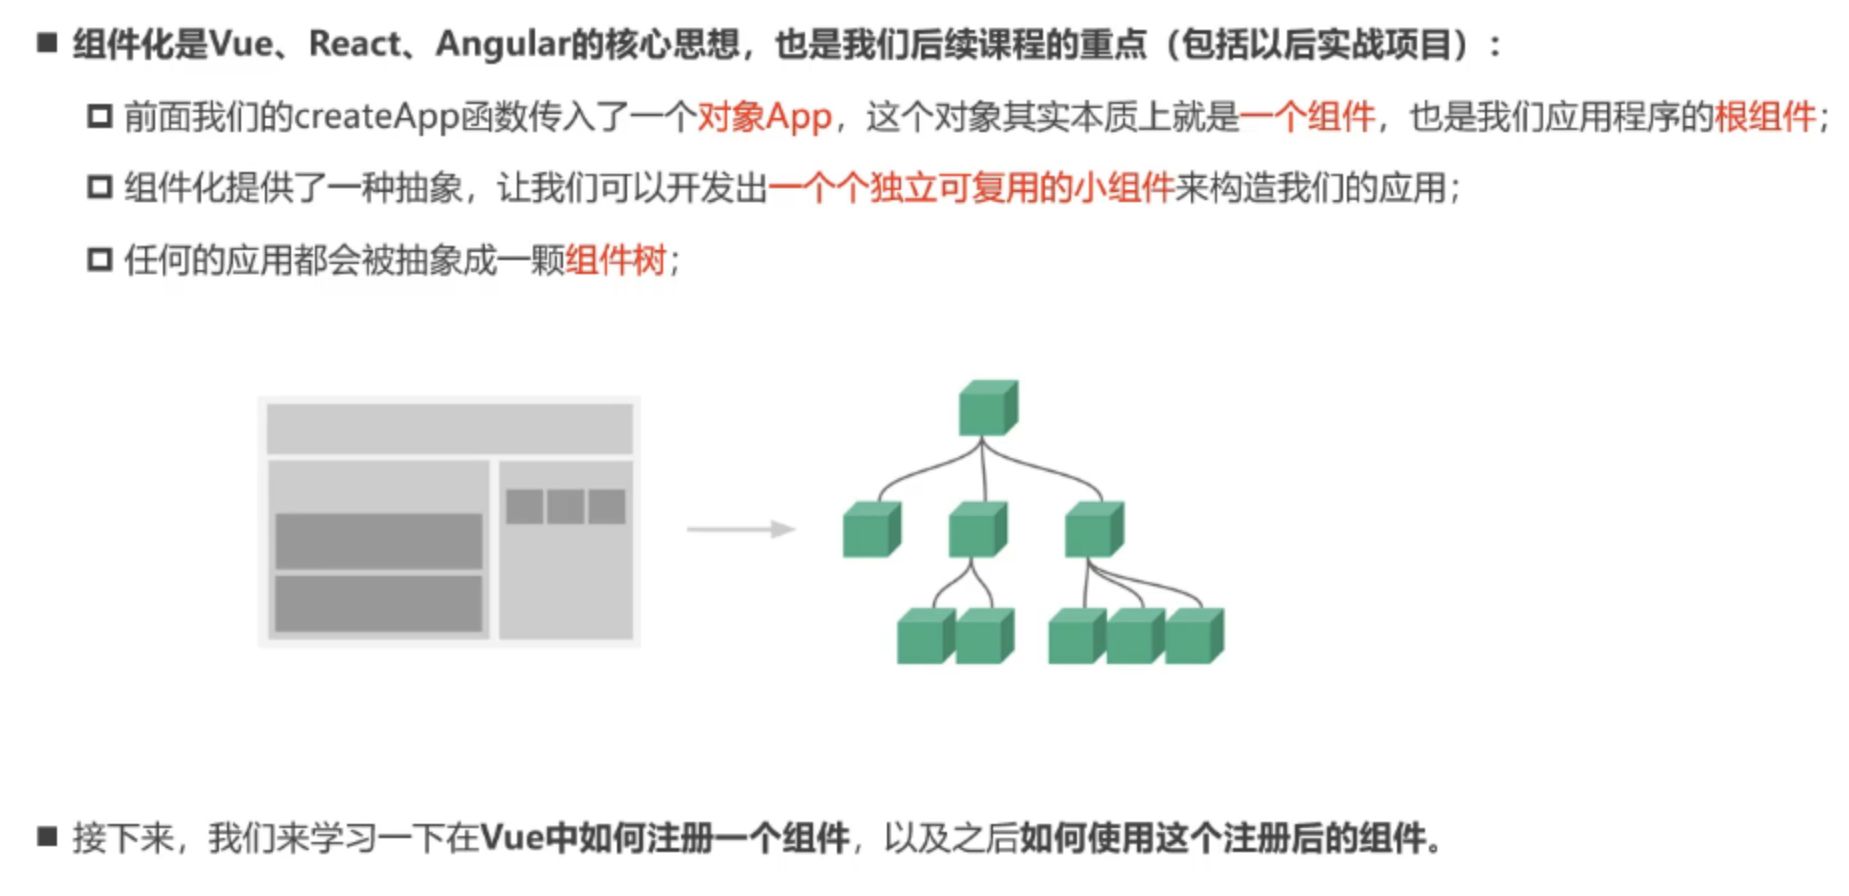 组件化是Vue、React、Angular的核心思想，也是我们后续课程的重点（包括以后实战项目）：
前面我们的createApp函数传入了一个对象App，这个对象其实本质上就是一个组件，也是我们应用程序的根组件；
组件化提供了一种抽象，让我们可以开发出一个个独立可复用的小组件来构造我们的应用；
任何的应用都会被抽象成一颗组件树；
接下来，我们来学习一下在Vue中如何注册一个组件，以及之后如何使用这个注册后的组件。